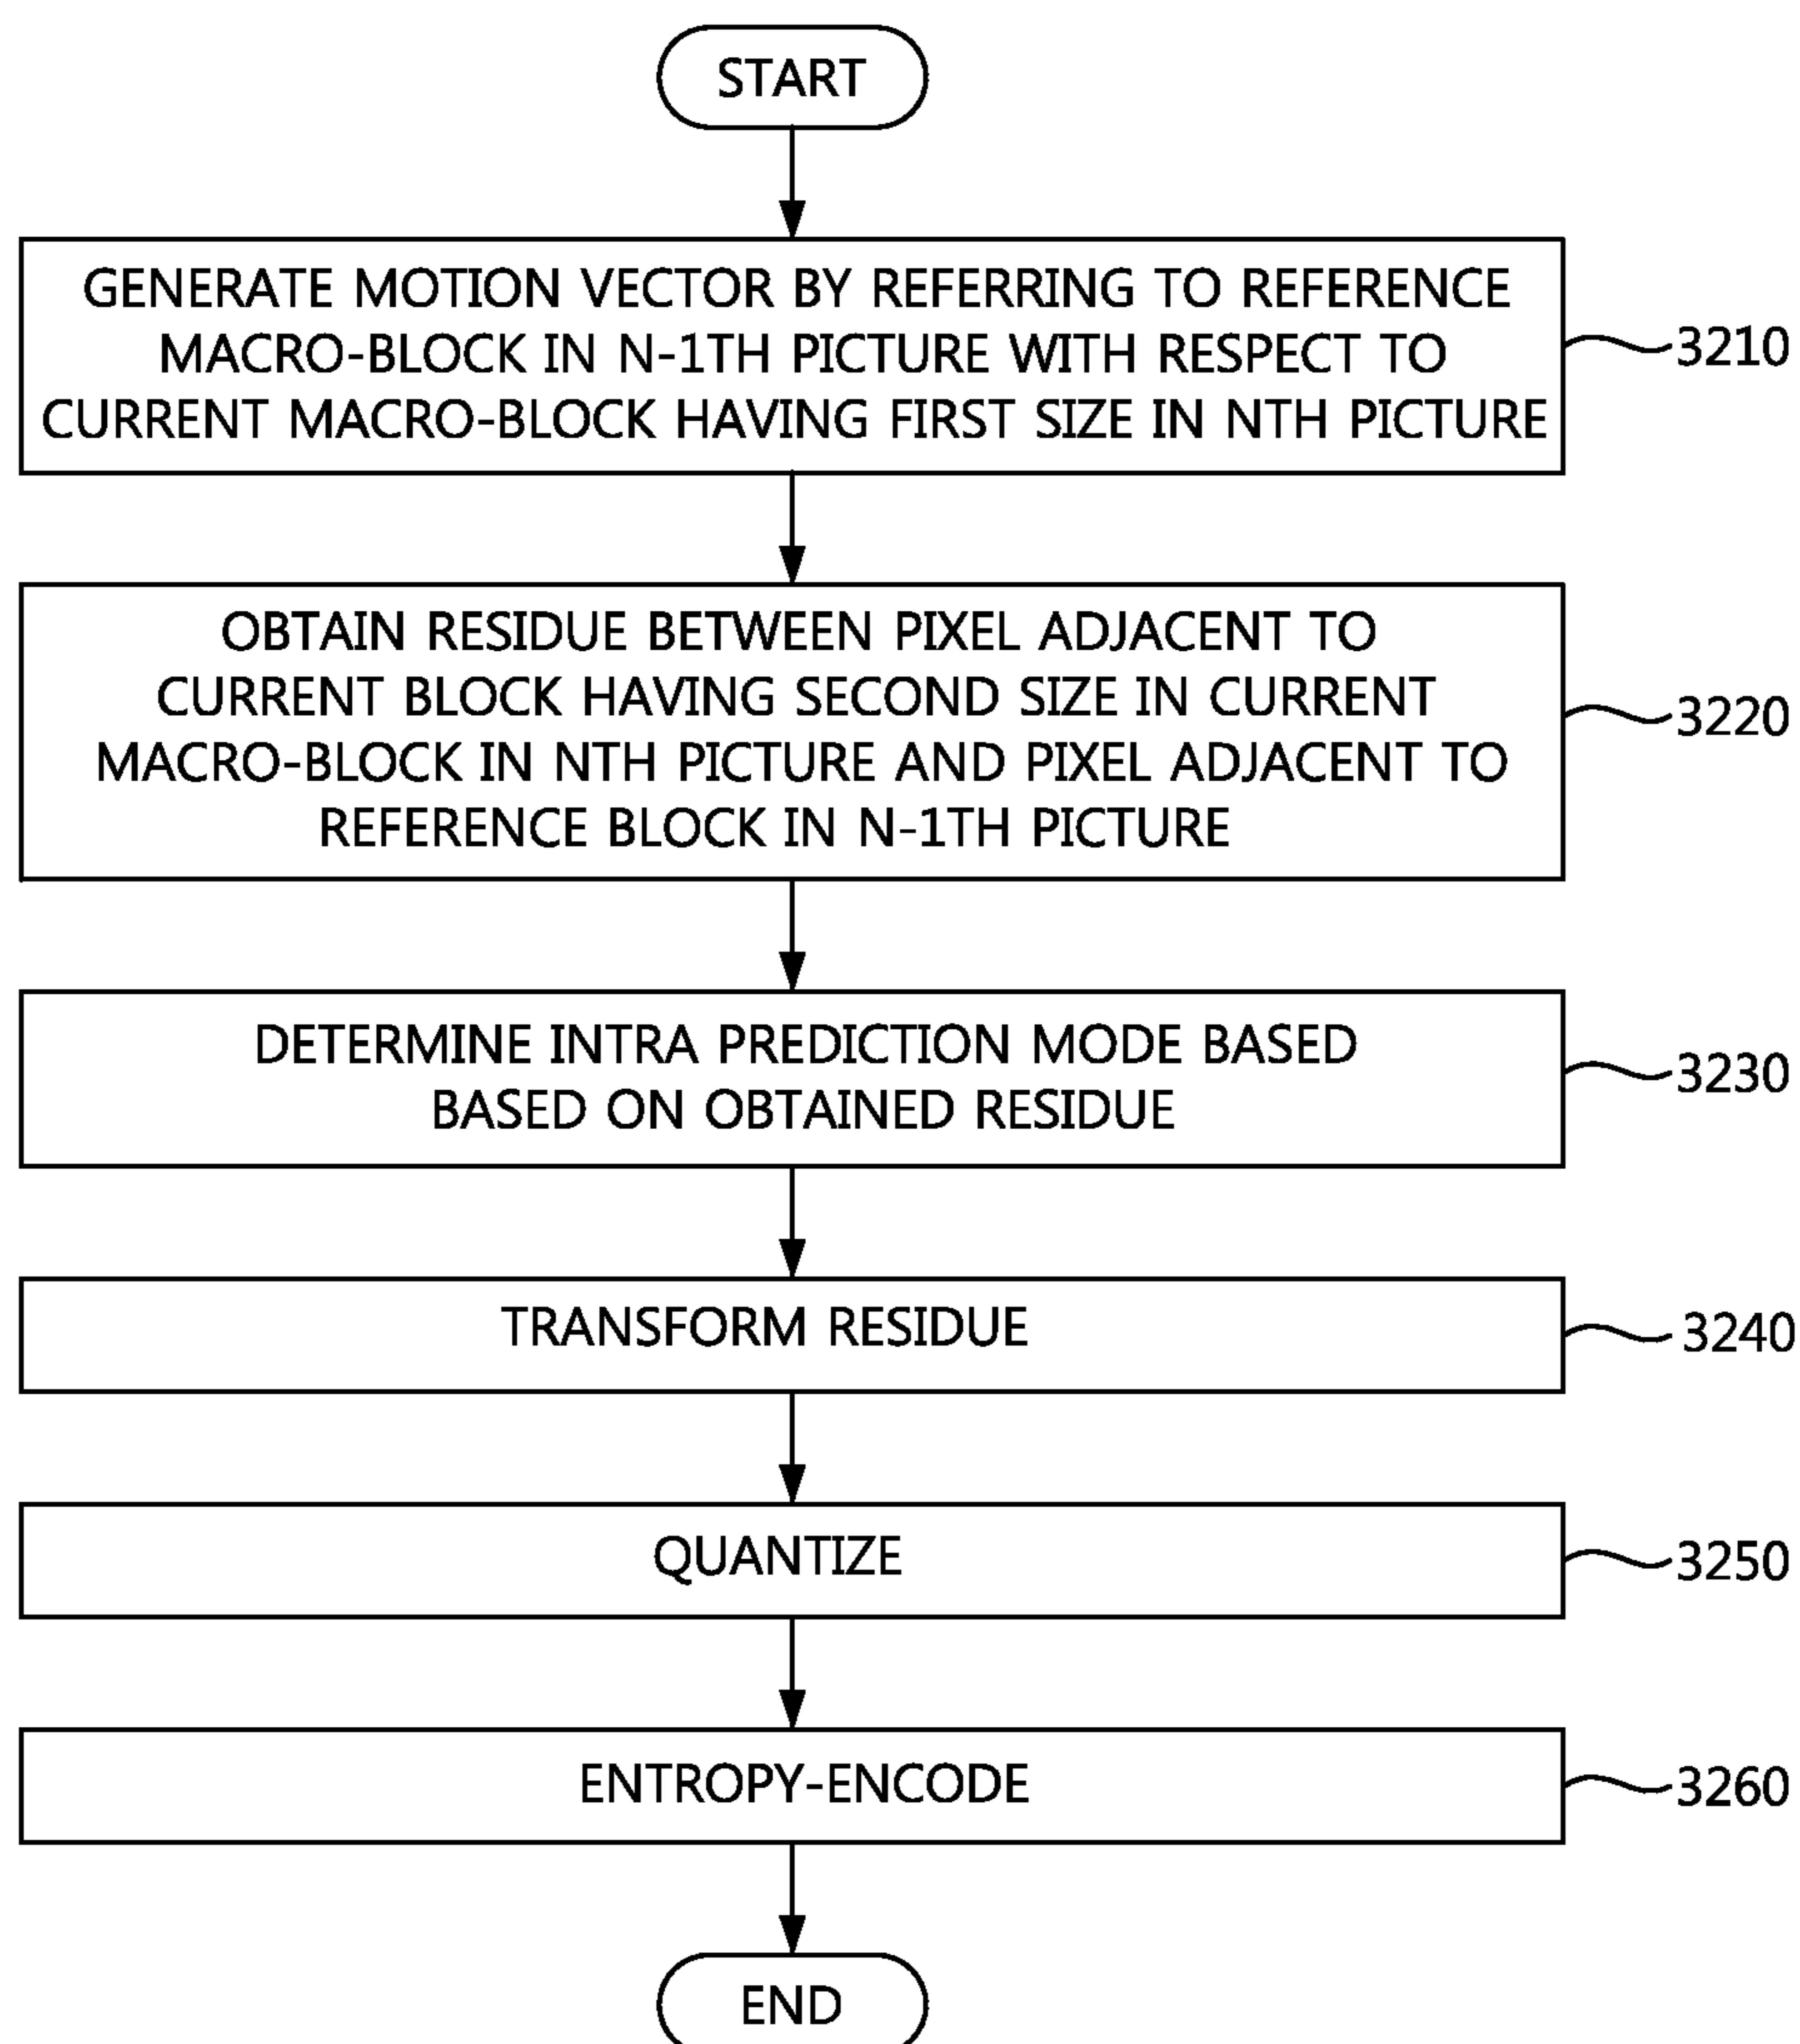 START
GENERATE MOTION VECTOR BY REFERRING TO REFERENCE
MACRO-BLOCK IN N-1TH PICTURE WITH RESPECT TO
CURRENT MACRO-BLOCK HAVING FIRST SIZE IN NTH PICTURE
3210
OBTAIN RESIDUE BETWEEN PIXEL ADJACENT TO
CURRENT BLOCK HAVING SECOND SIZE IN CURRENT
MACRO-BLOCK IN NTH PICTURE AND PIXEL ADJACENT TO
REFERENCE BLOCK IN N-1TH PICTURE
3220
DETERMINE INTRA PREDICTION MODE BASED
BASED ON OBTAINED RESIDUE
3230
TRANSFORM RESIDUE
3240
QUANTIZE
3250
ENTROPY-ENCODE
3260
END